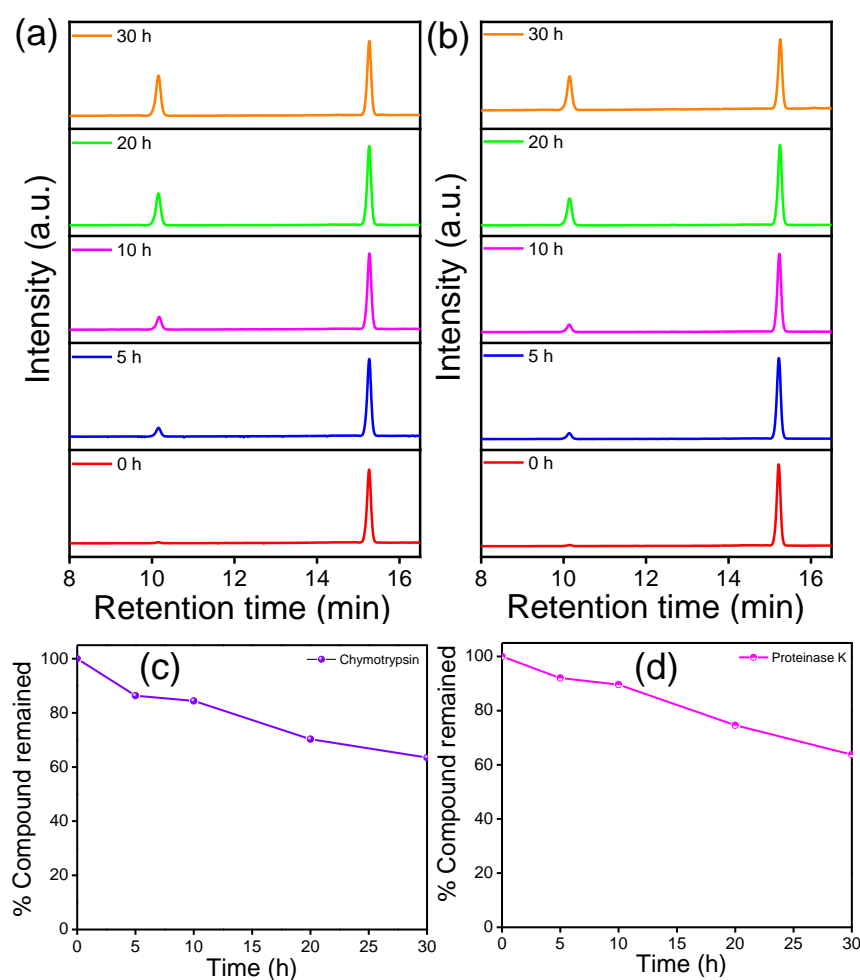 (a)
30 h
20 h
10 h
5 h
0 h
Intensity (a.u.)
8 10 12 14 16
Retention time (min)
(b)
30 h
20 h
10 h
5 h
0 h
Intensity (a.u.)
8 10 12 14 16
Retention time (min)
(c)
Chymotrypsin
% Compound remained
100
80
60
40
20
0
0 5 10 15 20 25 30
Time (h)
(d)
Proteinase K
% Compound remained
100
80
60
40
20
0
0 5 10 15 20 25 30
Time (h)